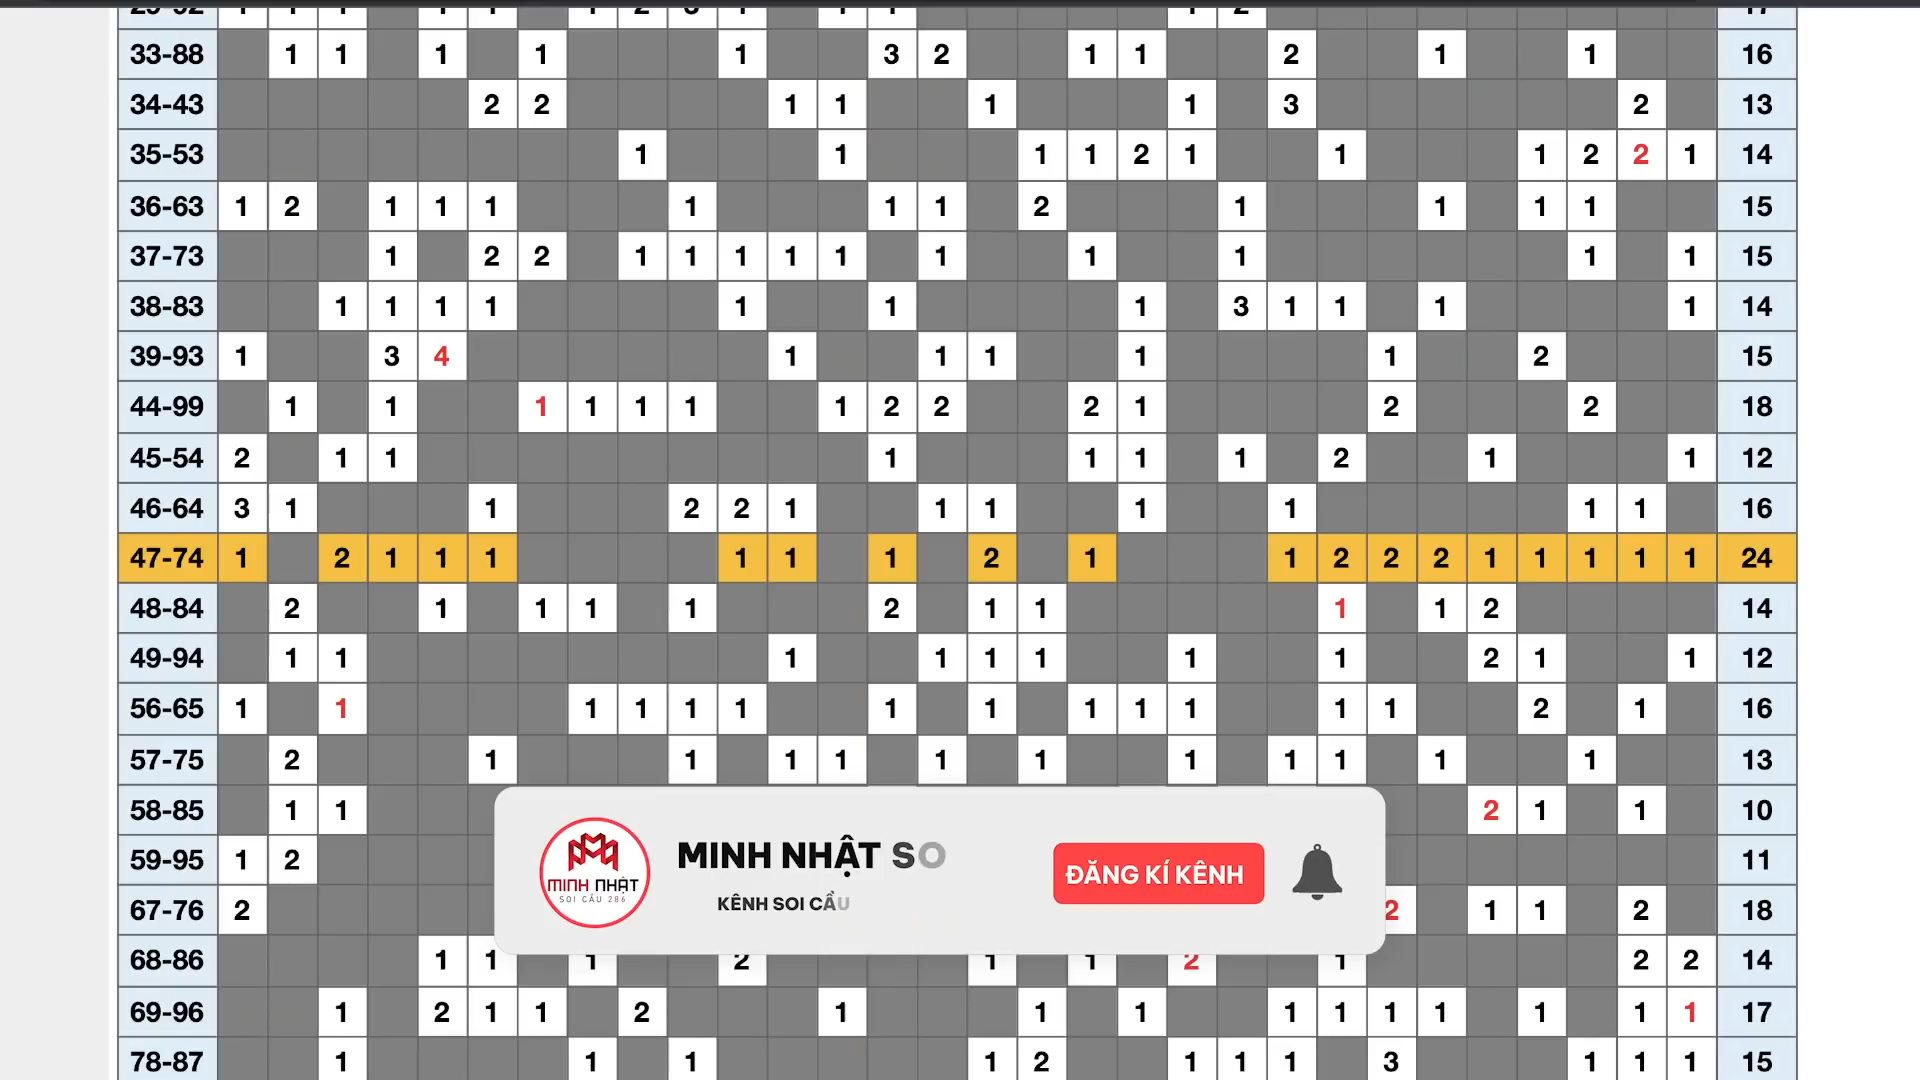 33-88 1 1 1 1 1 3 2 1 1 2 1 1 16
34-43 2 2 1 1 1 1 3 2 13
35-53 1 1 1 1 2 1 1 1 2 2 1 14
36-63 1 2 1 1 1 1 1 1 2 1 1 1 1 15
37-73 1 2 2 1 1 1 1 1 1 1 1 1 1 15
38-83 1 1 1 1 1 1 1 3 1 1 1 1 14
39-93 1 3 4 1 1 1 1 1 2 15
44-99 1 1 1 1 1 1 1 2 2 2 1 2 2 18
45-54 2 1 1 1 1 1 1 2 1 1 12
46-64 3 1 1 2 2 1 1 1 1 1 1 1 16
47-74 1 2 1 1 1 1 1 1 2 1 1 2 2 2 1 1 1 1 1 24
48-84 2 1 1 1 1 2 1 1 1 1 2 14
49-94 1 1 1 1 1 1 1 1 2 1 1 12
56-65 1 1 1 1 1 1 1 1 1 1 1 1 1 2 1 16
57-75 2 1 1 1 1 1 1 1 1 1 1 1 13
58-85 1 1 2 1 1 10
59-95 1 2 11
67-76 2 2 1 1 2 18
68-86 1 1 1 2 1 1 2 1 2 2 14
69-96 1 2 1 1 2 1 1 1 1 1 1 1 1 1 1 17
78-87 1 1 1 1 2 1 1 1 3 1 1 1 15
MINH NHẬT SO
KÊNH SOI CẦU
ĐĂNG KÍ KÊNH
MINH NHẬT
SOI CẦU 286